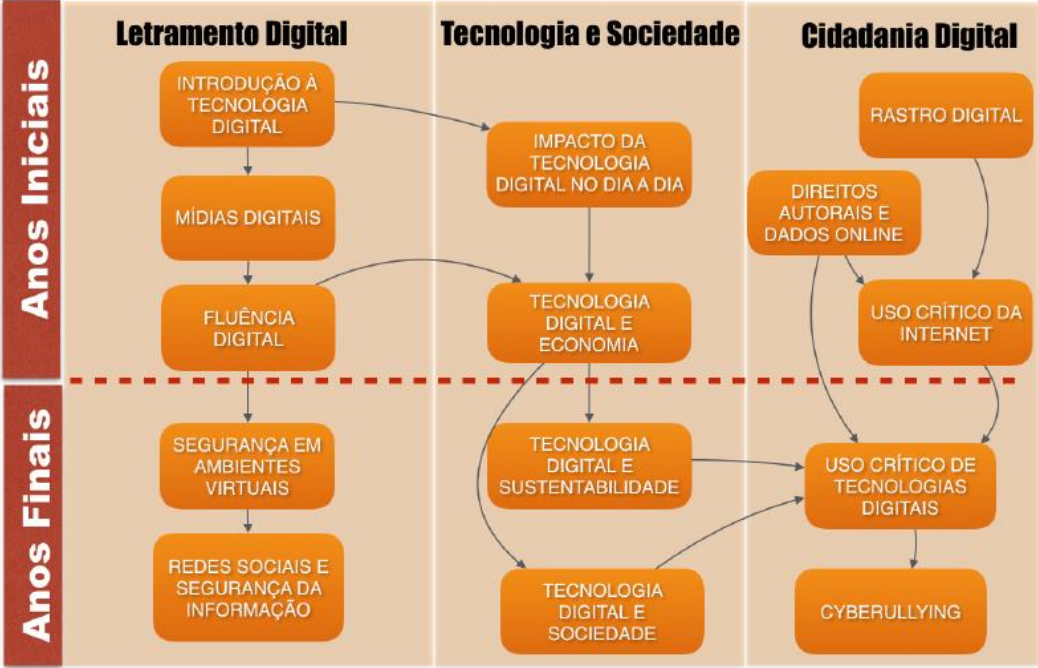 Letramento Digital
Tecnologia e Sociedade
Cidadania Digital
Anos Iniciais
INTRODUÇÃO À
TECNOLOGIA
DIGITAL
MÍDIAS DIGITAIS
FLUÊNCIA
DIGITAL
IMPACTO DA
TECNOLOGIA
DIGITAL NO DIA A DIA
TECNOLOGIA
DIGITAL E
ECONOMIA
RASTRO DIGITAL
DIREITOS
AUTORAIS E
DADOS ONLINE
USO CRÍTICO DA
INTERNET
Anos Finais
SEGURANÇA EM
AMBIENTES
VIRTUAIS
REDES SOCIAIS E
SEGURANÇA DA
INFORMAÇÃO
TECNOLOGIA
DIGITAL E
SUSTENTABILIDADE
TECNOLOGIA
DIGITAL E
SOCIEDADE
USO CRÍTICO DE
TECNOLOGIAS
DIGITAIS
CYBERULLYING